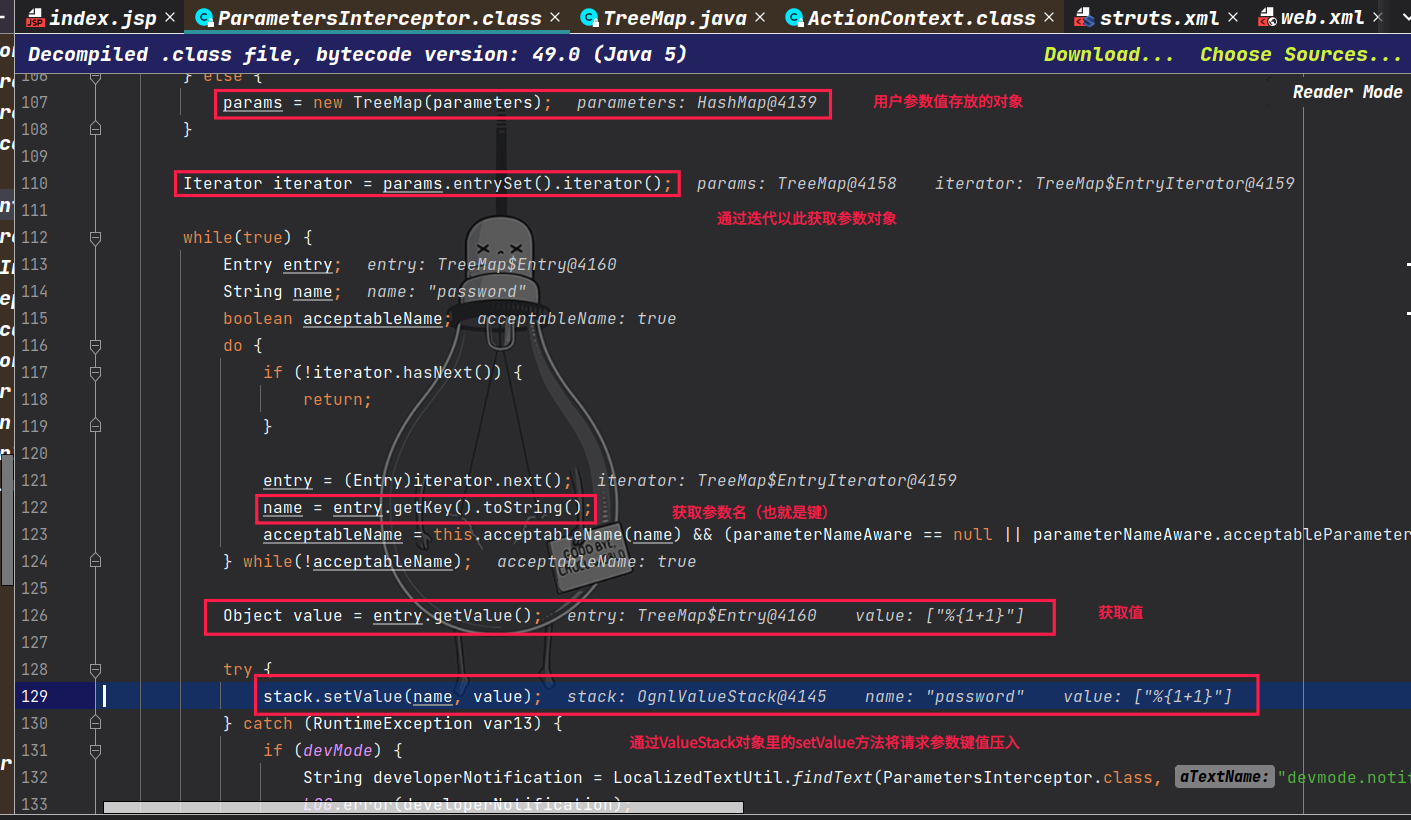 index.jsp × ParametersInterceptor.class × TreeMap.java × ActionContext.class × struts.xml × web.xml ×
Decompiled .class file, bytecode version: 49.0 (Java 5) Download... Choose Sources...
Reader Mode
106 } else {
107 params = new TreeMap(parameters); parameters: HashMap@4139 用户参数值存放的对象
108 }
109
110 Iterator iterator = params.entrySet().iterator(); params: TreeMap@4158 iterator: TreeMap$EntryIterator@4159
111 通过迭代以此获取参数对象
112 while(true) {
113 Entry entry; entry: TreeMap$Entry@4160
114 String name; name: "password"
115 boolean acceptableName; acceptableName: true
116 do {
117 if (!iterator.hasNext()) {
118 return;
119 }
120
121 entry = (Entry)iterator.next(); iterator: TreeMap$EntryIterator@4159
122 name = entry.getKey().toString(); 获取参数名（也就是键）
123 acceptableName = this.acceptableName(name) && (parameterNameAware == null || parameterNameAware.acceptableParameter
124 } while(!acceptableName); acceptableName: true
GOOD BYE,
125
126 Object value = entry.getValue(); entry: TreeMap$Entry@4160 value: ["%{1+1}"] 获取值
127
128 try {
129 stack.setValue(name, value); stack: OgnlValueStack@4145 name: "password" value: ["%{1+1}"]
130 } catch (RuntimeException var13) {
通过ValueStack对象里的setValue方法将请求参数键值压入
131 if (devMode) {
132 String developerNotification = LocalizedTextUtil.findText(ParametersInterceptor.class, aTextName: "devmode.notif
133 LOG.error(developerNotification);